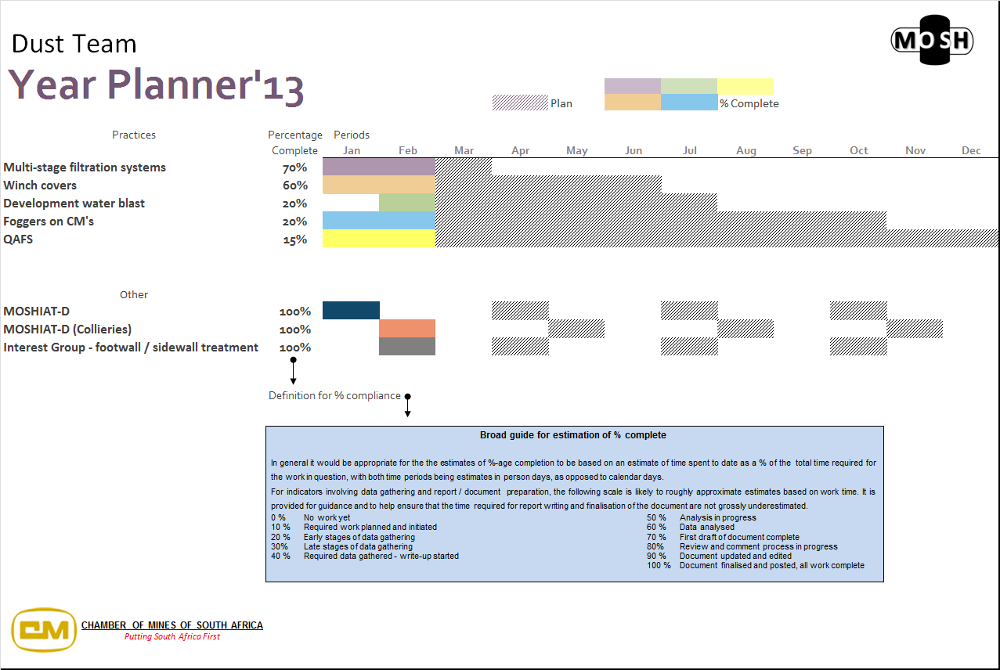 Dust Team
MOSH
Year Planner'13
Plan
% Complete
Practices
Percentage Periods
Complete Jan Feb Mar Apr May Jun Jul Aug Sep Oct Nov Dec
Multi-stage filtration systems 70%
Winch covers 60%
Development water blast 20%
Foggers on CM's 20%
QAFS 15%
Other
MOSHIAT-D 100%
MOSHIAT-D (Collieries) 100%
Interest Group - footwall / sidewall treatment 100%
Definition for % compliance
Broad guide for estimation of % complete
In general it would be appropriate for the the estimates of %-age completion to be based on an estimate of time spent to date as a % of the total time required for
the work in question, with both time periods being estimates in person days, as opposed to calendar days.
For indicators involving data gathering and report / document preparation, the following scale is likely to roughly approximate estimates based on work time. It is
provided for guidance and to help ensure that the time required for report writing and finalisation of the document are not grossly underestimated.
0 % No work yet
10 % Required work planned and initiated
20 % Early stages of data gathering
30% Late stages of data gathering
40 % Required data gathered - write-up started
50 % Analysis in progress
60 % Data analysed
70 % First draft of document complete
80% Review and comment process in progress
90 % Document updated and edited
100 % Document finalised and posted, all work complete
CM
CHAMBER OF MINES OF SOUTH AFRICA
Putting South Africa First